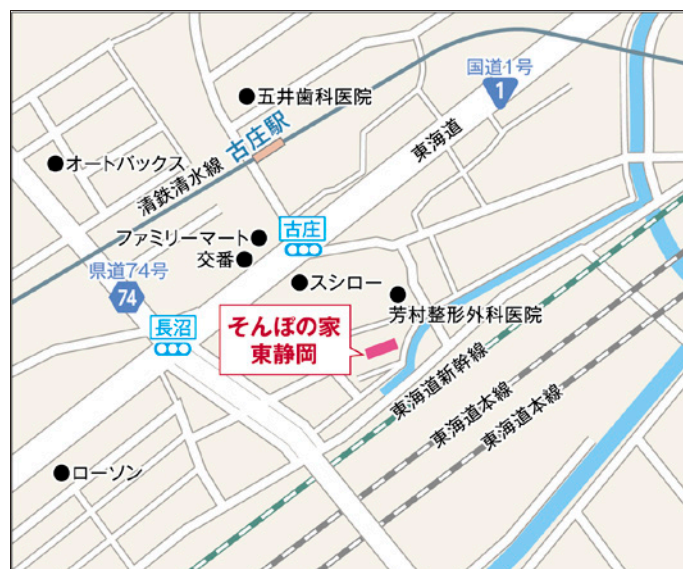 国道1号
1
五井歯科医院
古庄駅
東海道
オートバックス
清鉄清水線
古庄
ファミリーマート
交番
県道74号
74
スシロー
芳村整形外科医院
長沼
そんぽの家
東静岡
東海道新幹線
東海道本線
東海道本線
ローソン